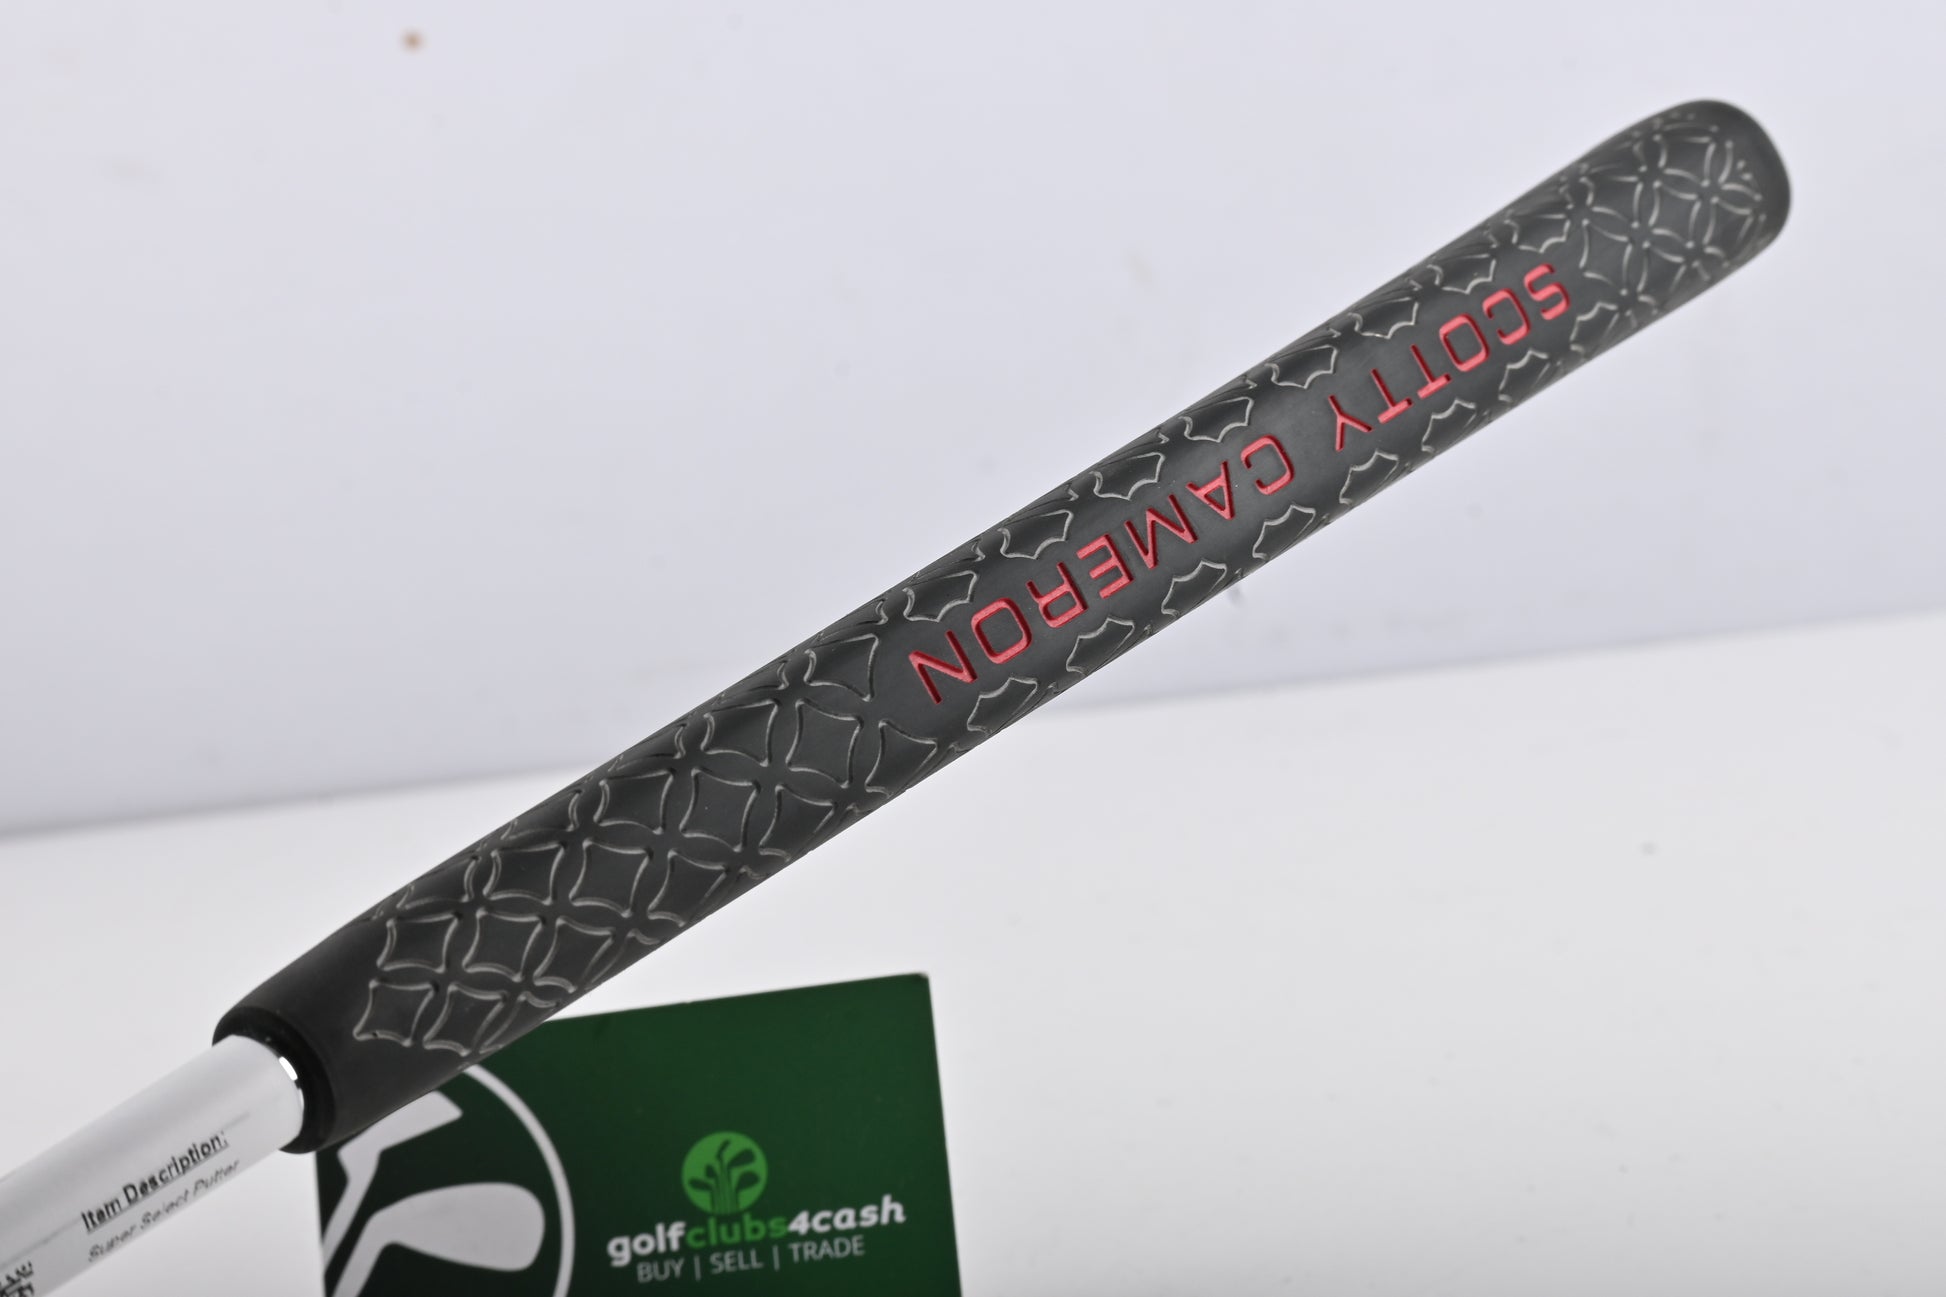 SCOTTY CAMERON
Item Description:
Super Select Putter
golfclubs4cash
BUY | SELL | TRADE